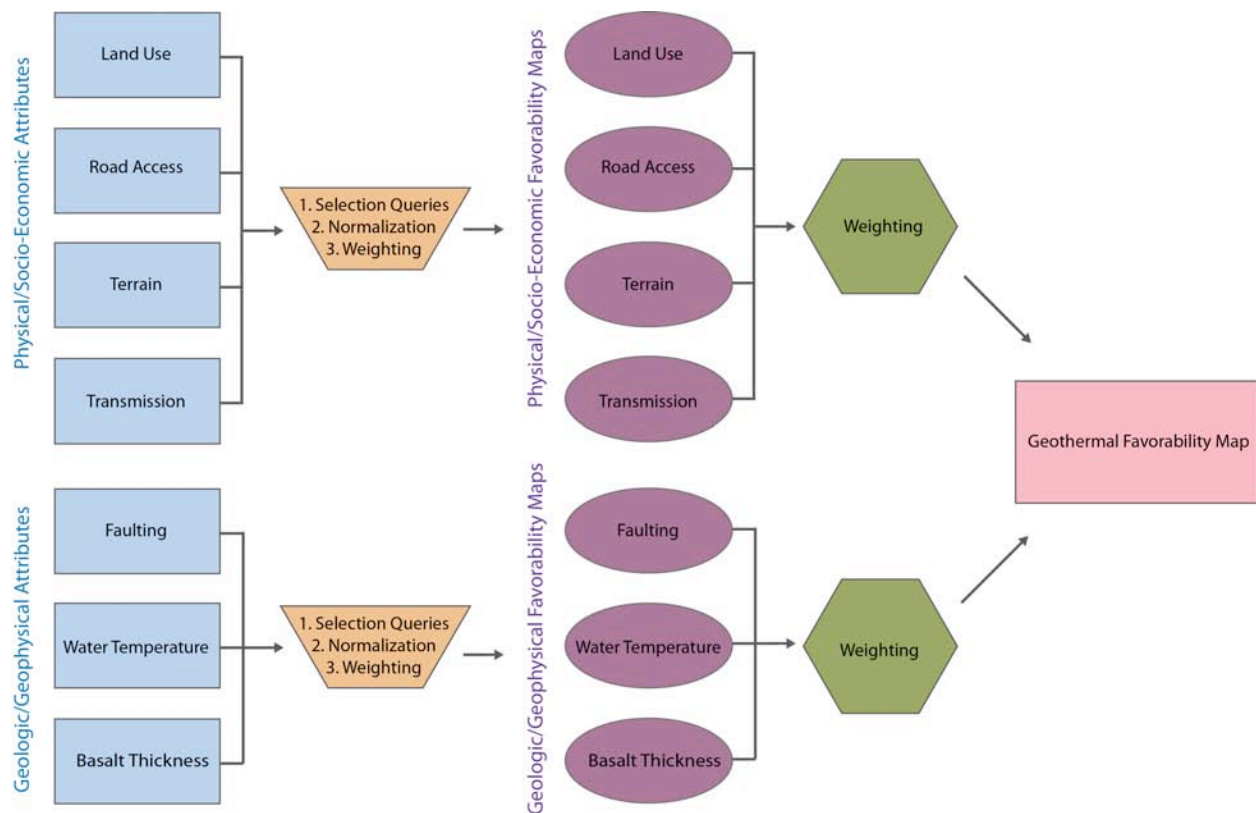 Physical/Socio-Economic Attributes
Land Use
Road Access
Terrain
Transmission
1. Selection Queries
2. Normalization
3. Weighting
Physical/Socio-Economic Favorability Maps
Land Use
Road Access
Terrain
Transmission
Weighting
Geothermal Favorability Map
Geologic/Geophysical Attributes
Faulting
Water Temperature
Basalt Thickness
1. Selection Queries
2. Normalization
3. Weighting
Geologic/Geophysical Favorability Maps
Faulting
Water Temperature
Basalt Thickness
Weighting